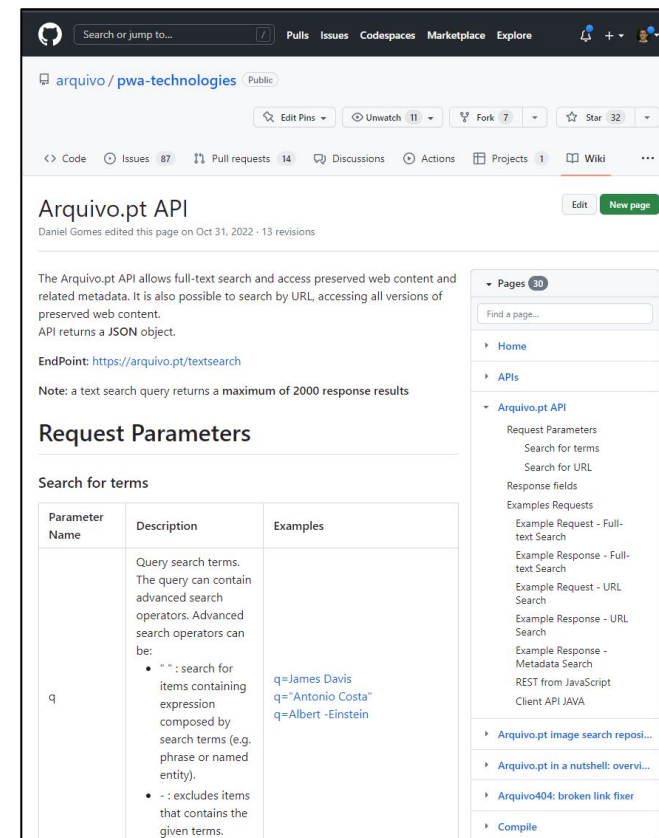 Search or jump to... / Pulls Issues Codespaces Marketplace Explore
arquivo / pwa-technologies Public
Edit Pins Unwatch 11 Fork 7 Star 32
Code Issues 87 Pull requests 14 Discussions Actions Projects 1 Wiki ...
Arquivo.pt API
Edit New page
Daniel Gomes edited this page on Oct 31, 2022 · 13 revisions
The Arquivo.pt API allows full-text search and access preserved web content and
related metadata. It is also possible to search by URL, accessing all versions of
preserved web content.
API returns a JSON object.
EndPoint: https://arquivo.pt/textsearch
Note: a text search query returns a maximum of 2000 response results
Request Parameters
Search for terms
Parameter
Name
Description
Examples
q
Query search terms.
The query can contain
advanced search
operators. Advanced
search operators can
be:
• " " : search for
items containing
expression
composed by
search terms (e.g.
phrase or named
entity).
• - : excludes items
that contains the
given terms.
q=James Davis
q="Antonio Costa"
q=Albert -Einstein
Pages 30
Find a page...
Home
APIs
Arquivo.pt API
Request Parameters
Search for terms
Search for URL
Response fields
Examples Requests
Example Request - Full-
text Search
Example Response - Full-
text Search
Example Request - URL
Search
Example Response - URL
Search
Example Response -
Metadata Search
REST from JavaScript
Client API JAVA
Arquivo.pt image search reposi...
Arquivo.pt in a nutshell: overvi...
Arquivo404: broken link fixer
Compile